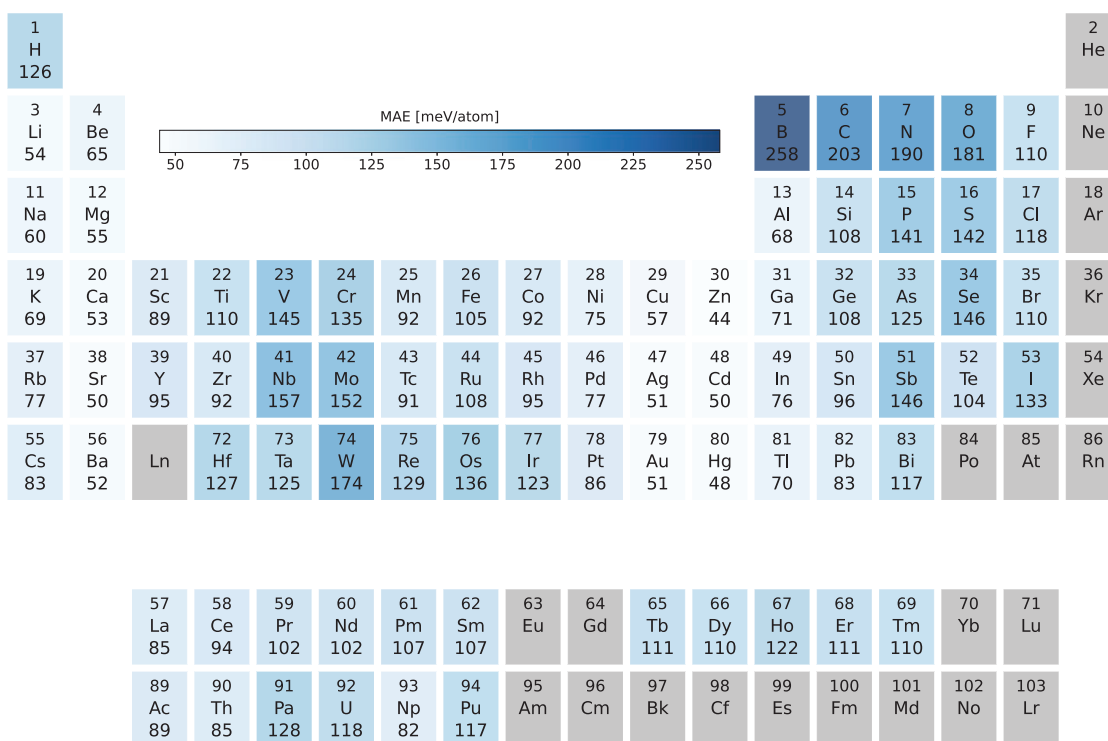 1 2
H He
126
3 4 MAE [meV/atom] 5 6 7 8 9 10
Li Be B C N O F Ne
54 65 50 75 100 125 150 175 200 225 250 258 203 190 181 110
11 12 13 14 15 16 17 18
Na Mg Al Si P S Cl Ar
60 55 68 108 141 142 118
19 20 21 22 23 24 25 26 27 28 29 30 31 32 33 34 35 36
K Ca Sc Ti V Cr Mn Fe Co Ni Cu Zn Ga Ge As Se Br Kr
69 53 89 110 145 135 92 105 92 75 57 44 71 108 125 146 110
37 38 39 40 41 42 43 44 45 46 47 48 49 50 51 52 53 54
Rb Sr Y Zr Nb Mo Tc Ru Rh Pd Ag Cd In Sn Sb Te I Xe
77 50 95 92 157 152 91 108 95 77 51 50 76 96 146 104 133
55 56 72 73 74 75 76 77 78 79 80 81 82 83 84 85 86
Cs Ba Ln Hf Ta W Re Os Ir Pt Au Hg Tl Pb Bi Po At Rn
83 52 127 125 174 129 136 123 86 51 48 70 83 117
57 58 59 60 61 62 63 64 65 66 67 68 69 70 71
La Ce Pr Nd Pm Sm Eu Gd Tb Dy Ho Er Tm Yb Lu
85 94 102 102 107 107 111 110 122 111 110
89 90 91 92 93 94 95 96 97 98 99 100 101 102 103
Ac Th Pa U Np Pu Am Cm Bk Cf Es Fm Md No Lr
89 85 128 118 82 117